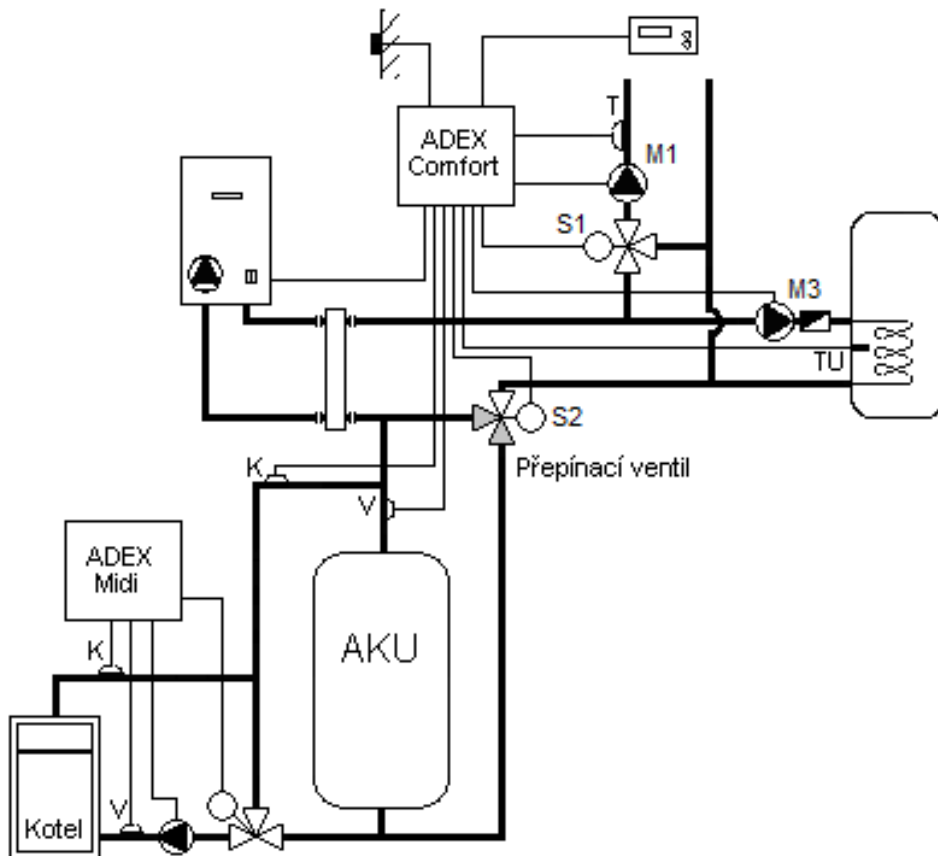 T
ADEX
Comfort
M1
S1
M3
TU
S2
K
Přepínací ventil
V
ADEX
Midi
K
AKU
V
Kotel